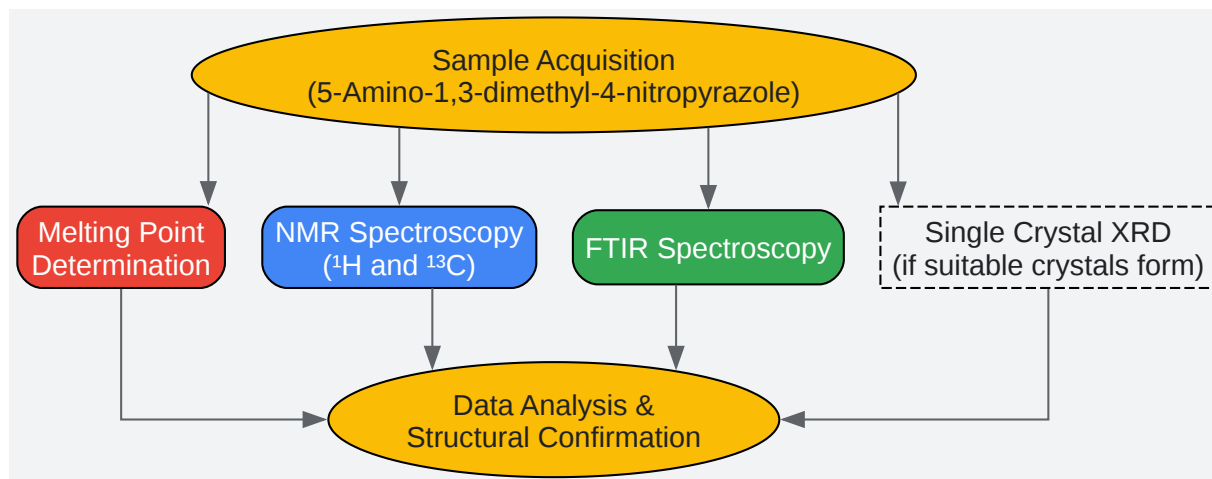 Sample Acquisition
(5-Amino-1,3-dimethyl-4-nitropyrazole)
Melting Point
Determination
NMR Spectroscopy
(¹H and ¹³C)
FTIR Spectroscopy
Single Crystal XRD
(if suitable crystals form)
Data Analysis &
Structural Confirmation